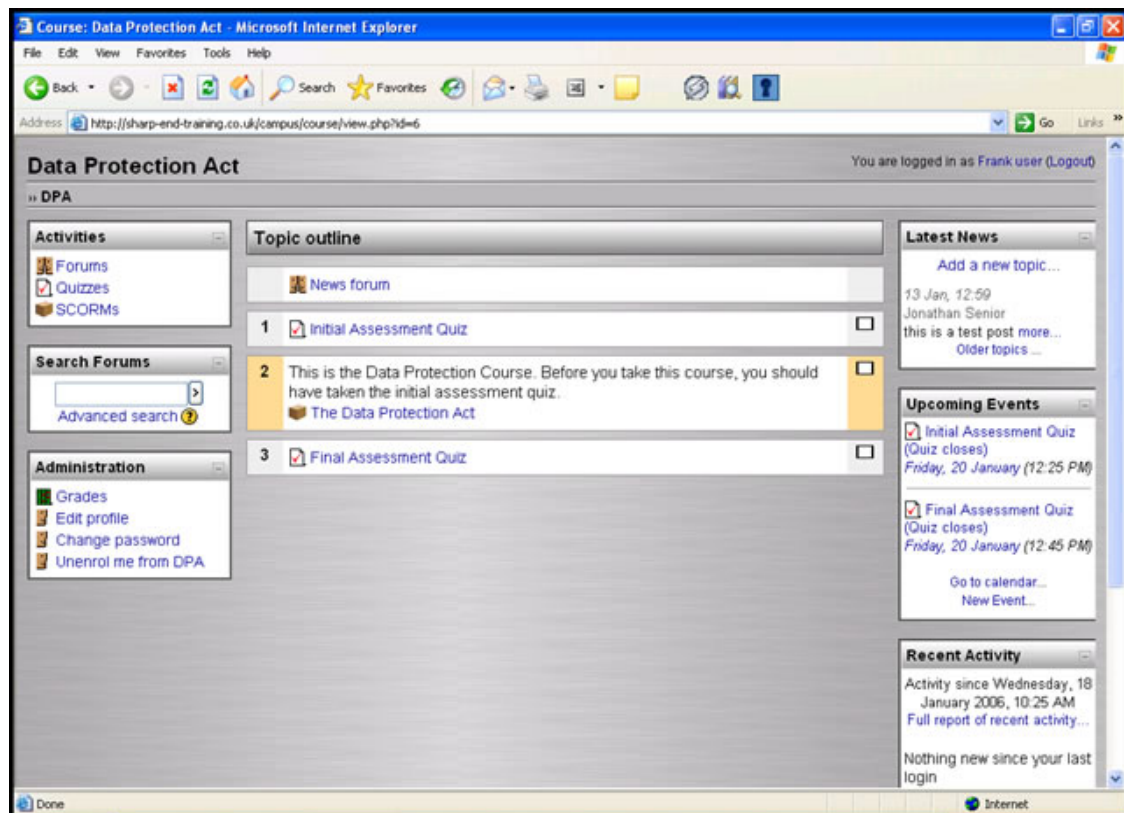 Course: Data Protection Act - Microsoft Internet Explorer
File Edit View Favorites Tools Help
Back Search Favorites
Address http://sharp-end-training.co.uk/campus/course/view.php?id=6 Go Links »
Data Protection Act
You are logged in as Frank user (Logout)
» DPA
Activities
Forums
Quizzes
SCORMs
Search Forums
Advanced search ?
Administration
Grades
Edit profile
Change password
Unenrol me from DPA
Topic outline
News forum
1 Initial Assessment Quiz
2 This is the Data Protection Course. Before you take this course, you should
have taken the initial assessment quiz.
The Data Protection Act
3 Final Assessment Quiz
Latest News
Add a new topic...
13 Jan, 12:59
Jonathan Senior
this is a test post more...
Older topics ...
Upcoming Events
Initial Assessment Quiz
(Quiz closes)
Friday, 20 January (12:25 PM)
Final Assessment Quiz
(Quiz closes)
Friday, 20 January (12:45 PM)
Go to calendar...
New Event...
Recent Activity
Activity since Wednesday, 18
January 2006, 10:25 AM
Full report of recent activity...
Nothing new since your last
login
Done
Internet